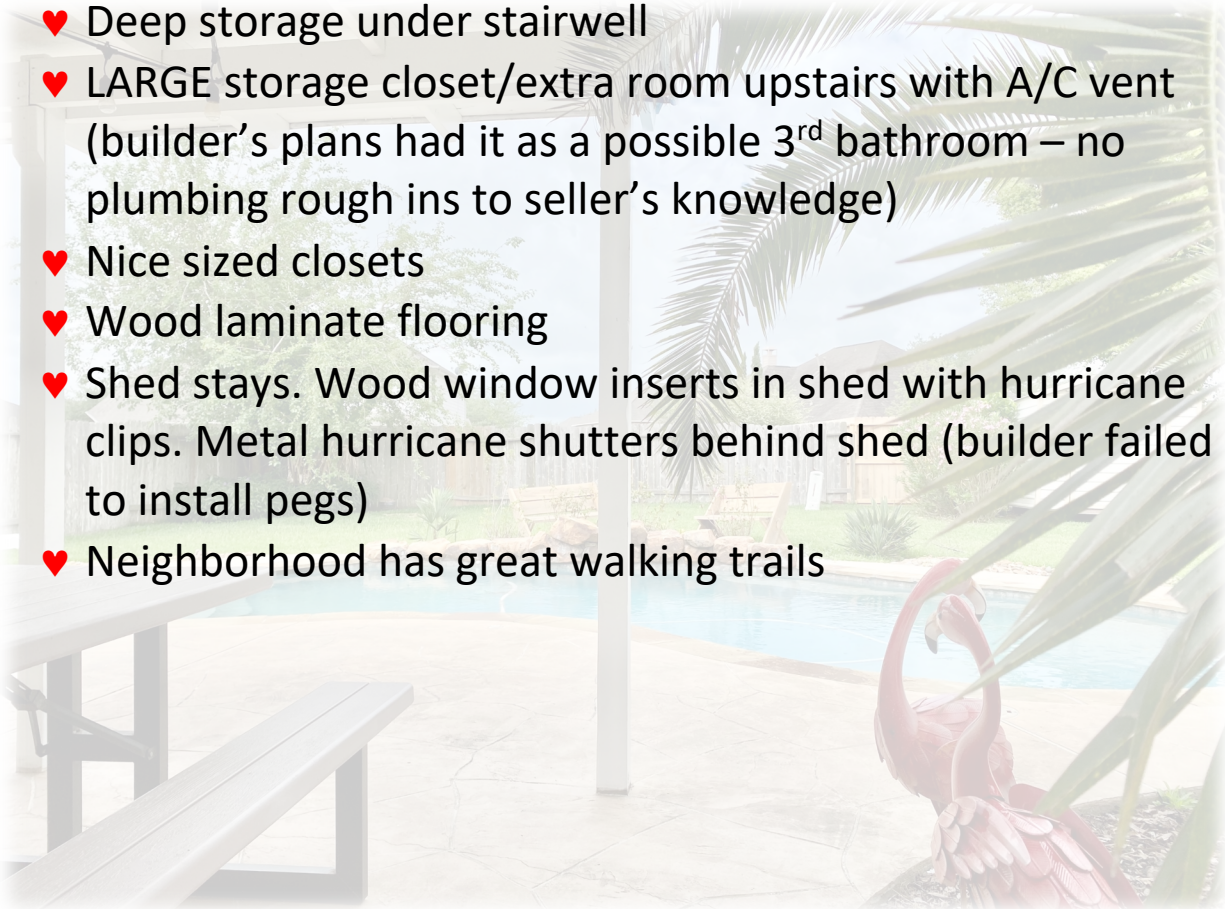 ♥ Deep storage under stairwell
♥ LARGE storage closet/extra room upstairs with A/C vent
(builder’s plans had it as a possible 3rd bathroom – no
plumbing rough ins to seller’s knowledge)
♥ Nice sized closets
♥ Wood laminate flooring
♥ Shed stays. Wood window inserts in shed with hurricane
clips. Metal hurricane shutters behind shed (builder failed
to install pegs)
♥ Neighborhood has great walking trails